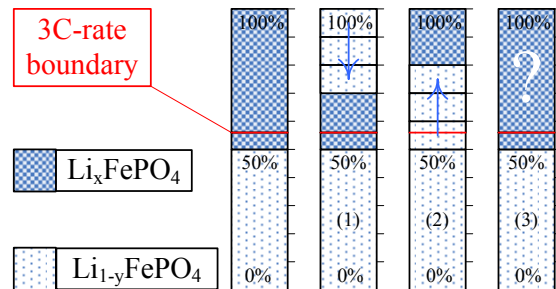 3C-rate
boundary
100% 100% 100% 100%
?
50% 50% 50% 50%
LiₓFePO₄
(1) (2) (3)
Li₁₋yFePO₄
0% 0% 0% 0%